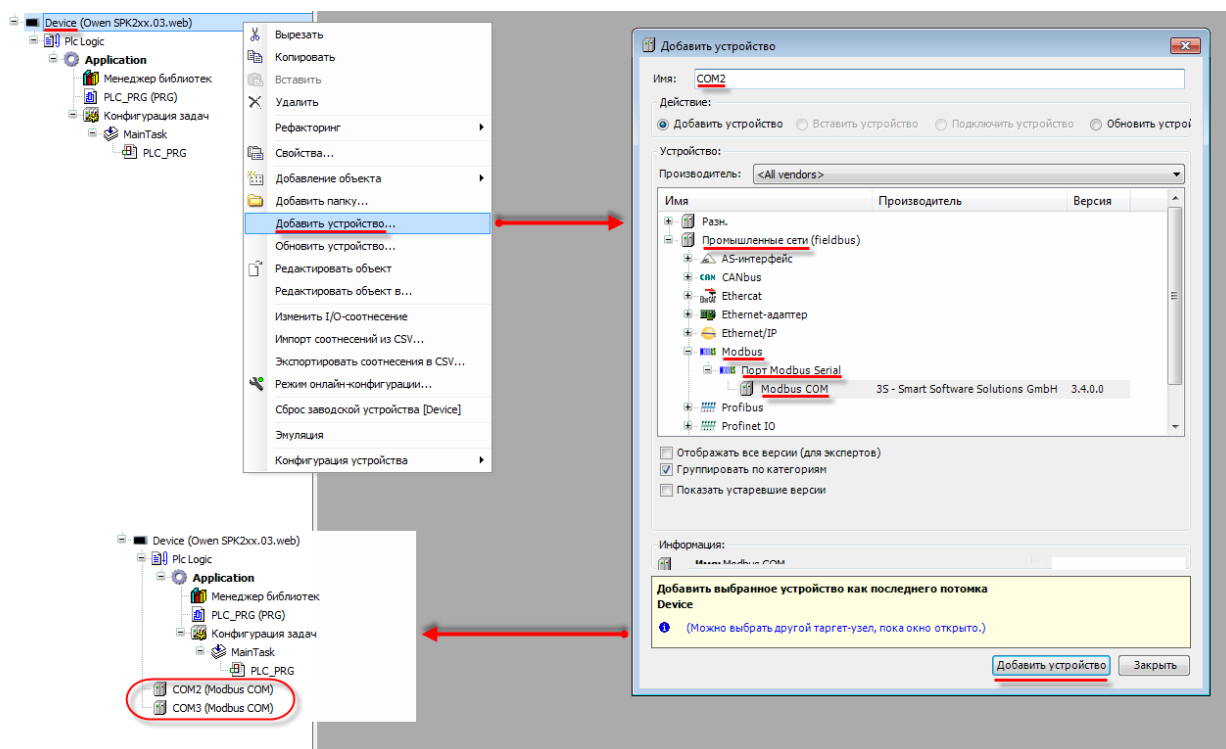 Device (Owen SPK2xx.03.web)
Plc Logic
Application
Менеджер библиотек
PLC_PRG (PRG)
Конфигурация задач
MainTask
PLC_PRG
Вырезать
Копировать
Вставить
Удалить
Рефакторинг
Свойства...
Добавление объекта
Добавить папку...
Добавить устройство...
Обновить устройство...
Редактировать объект
Редактировать объект в...
Изменить I/O-соотнесение
Импорт соотнесений из CSV...
Экспортировать соотнесения в CSV...
Режим онлайн-конфигурации...
Сброс заводской устройства [Device]
Эмуляция
Конфигурация устройства
Добавить устройство
Имя: COM2
Действие:
Добавить устройство Вставить устройство Подключить устройство Обновить устрой
Устройство:
Производитель: <All vendors>
Имя Производитель Версия
Разн.
Промышленные сети (fieldbus)
AS-интерфейс
CAN CANbus
Ethercat
Ethernet-адаптер
Ethernet/IP
Modbus
Порт Modbus Serial
Modbus COM 3S - Smart Software Solutions GmbH 3.4.0.0
Profibus
Profinet IO
Отображать все версии (для экспертов)
Группировать по категориям
Показать устаревшие версии
Информация:
Имя: Modbus COM
Добавить выбранное устройство как последнего потомка
Device
(Можно выбрать другой таргет-узел, пока окно открыто.)
Добавить устройство Закрыть
Device (Owen SPK2xx.03.web)
Plc Logic
Application
Менеджер библиотек
PLC_PRG (PRG)
Конфигурация задач
MainTask
PLC_PRG
COM2 (Modbus COM)
COM3 (Modbus COM)